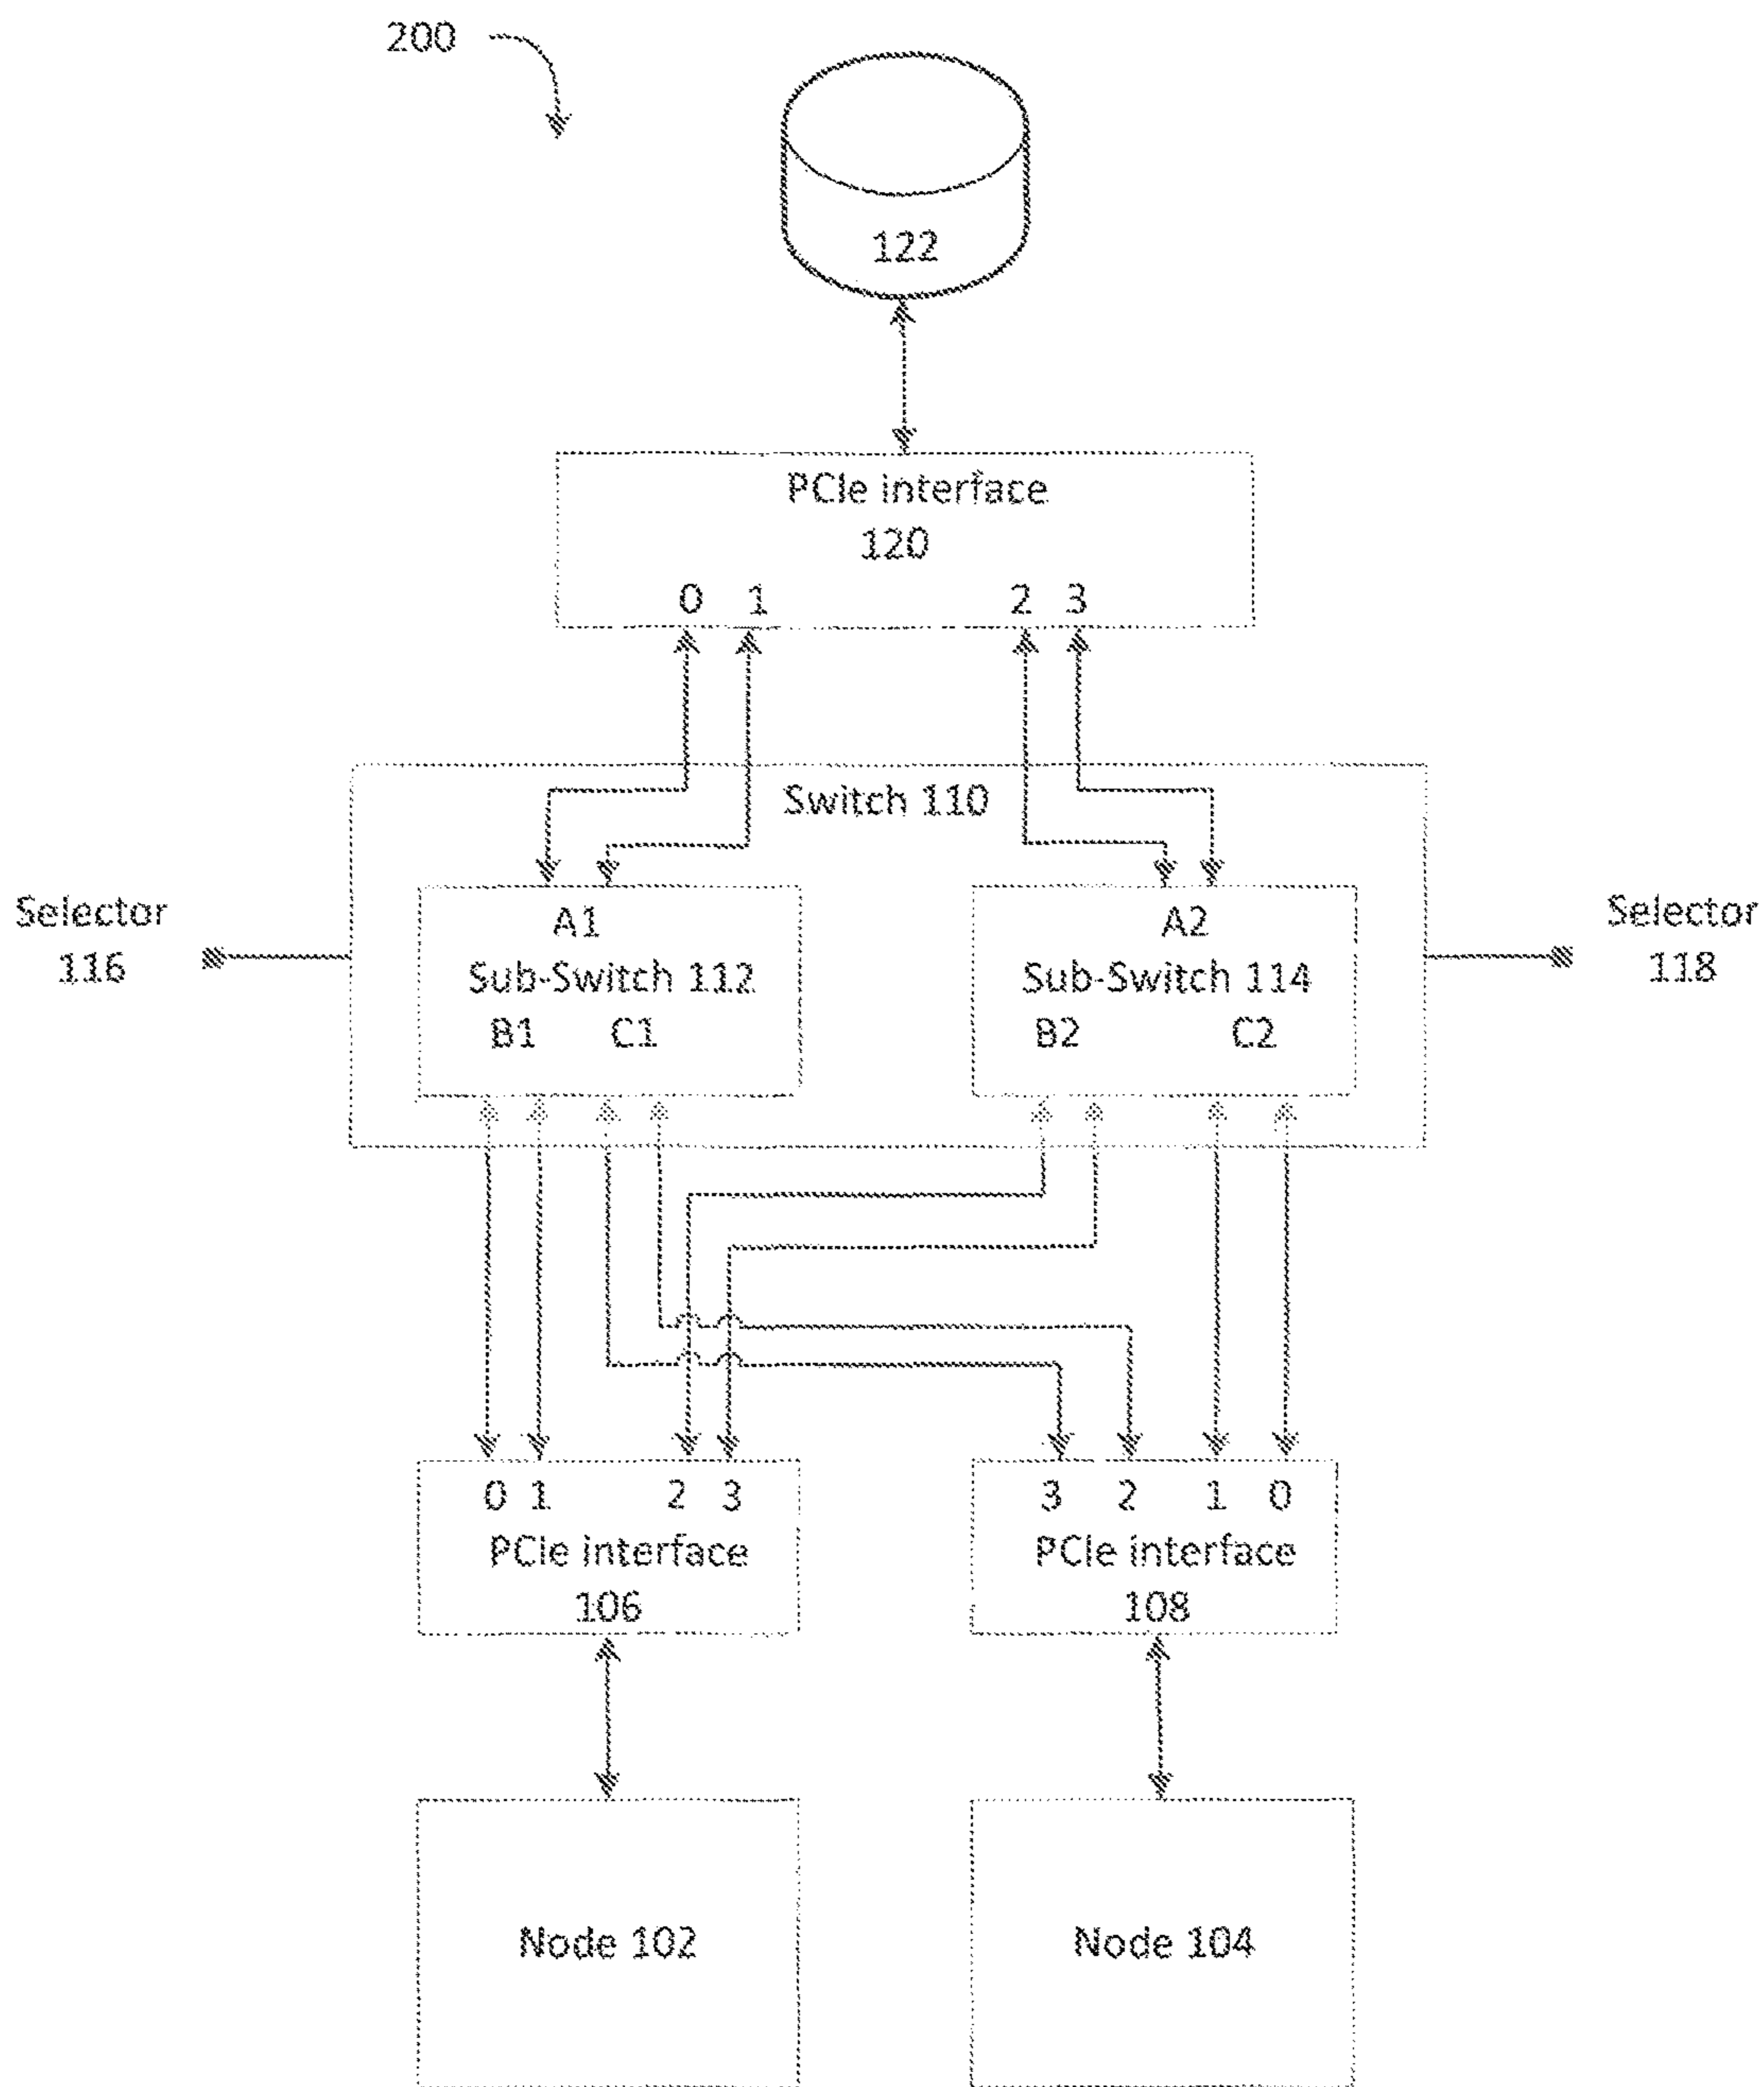 200
122
PCIe interface
120
0 1 2 3
Switch 110
Selector
116
A1
Sub-Switch 112
B1 C1
A2
Sub-Switch 114
B2 C2
Selector
118
0 1 2 3
PCIe interface
106
3 2 1 0
PCIe interface
108
Node 102
Node 104